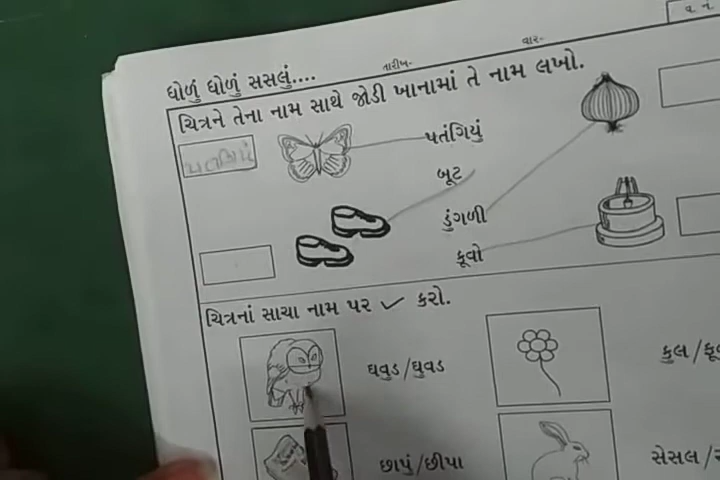 વ. નં.
તારીખ- વાર-
ધોળું ધોળું સસલું....
ચિત્રને તેના નામ સાથે જોડી ખાનામાં તે નામ લખો.
પતંગિયું
પતંગિયું
બૂટ
ડુંગળી
કૂવો
ચિત્રનાં સાચા નામ પર ✓ કરો.
ઘવુડ/ઘુવડ
કુલ/
છાપું/છીપા
સેસલ/